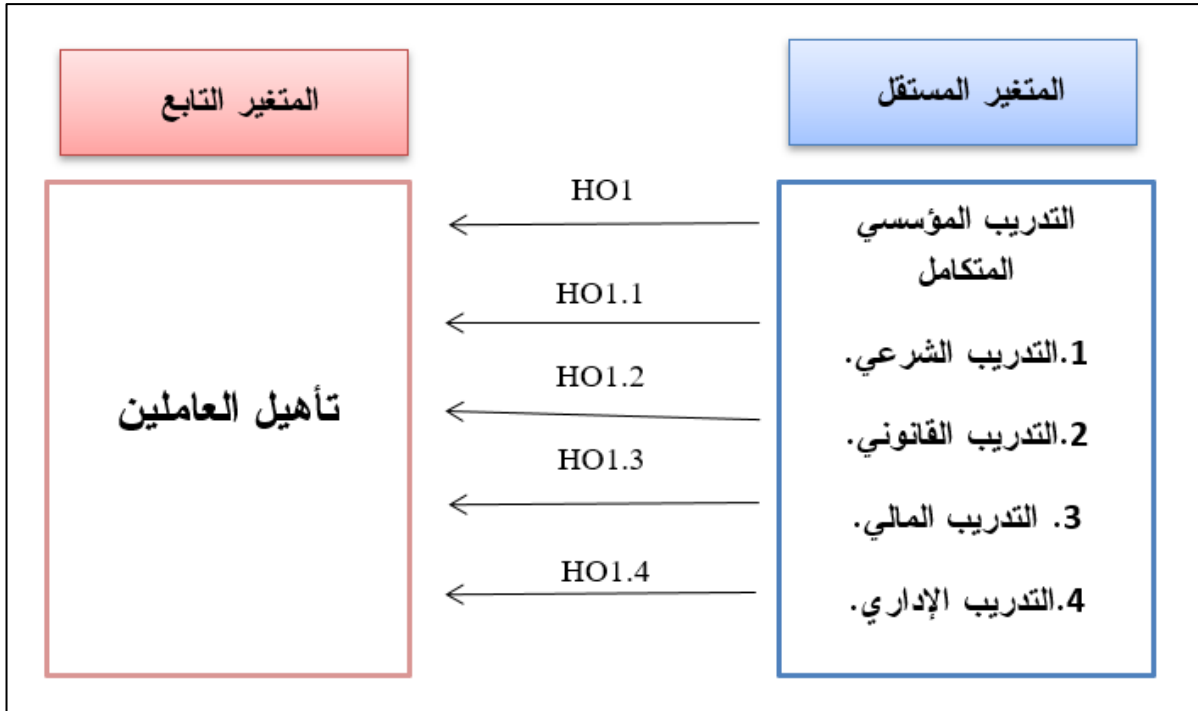 المتغير المستقل
المتغير التابع
التدريب المؤسسي
المتكامل
1.التدريب الشرعي.
2.التدريب القانوني.
3. التدريب المالي.
4.التدريب الإداري.
HO1
HO1.1
HO1.2
HO1.3
HO1.4
تأهيل العاملين